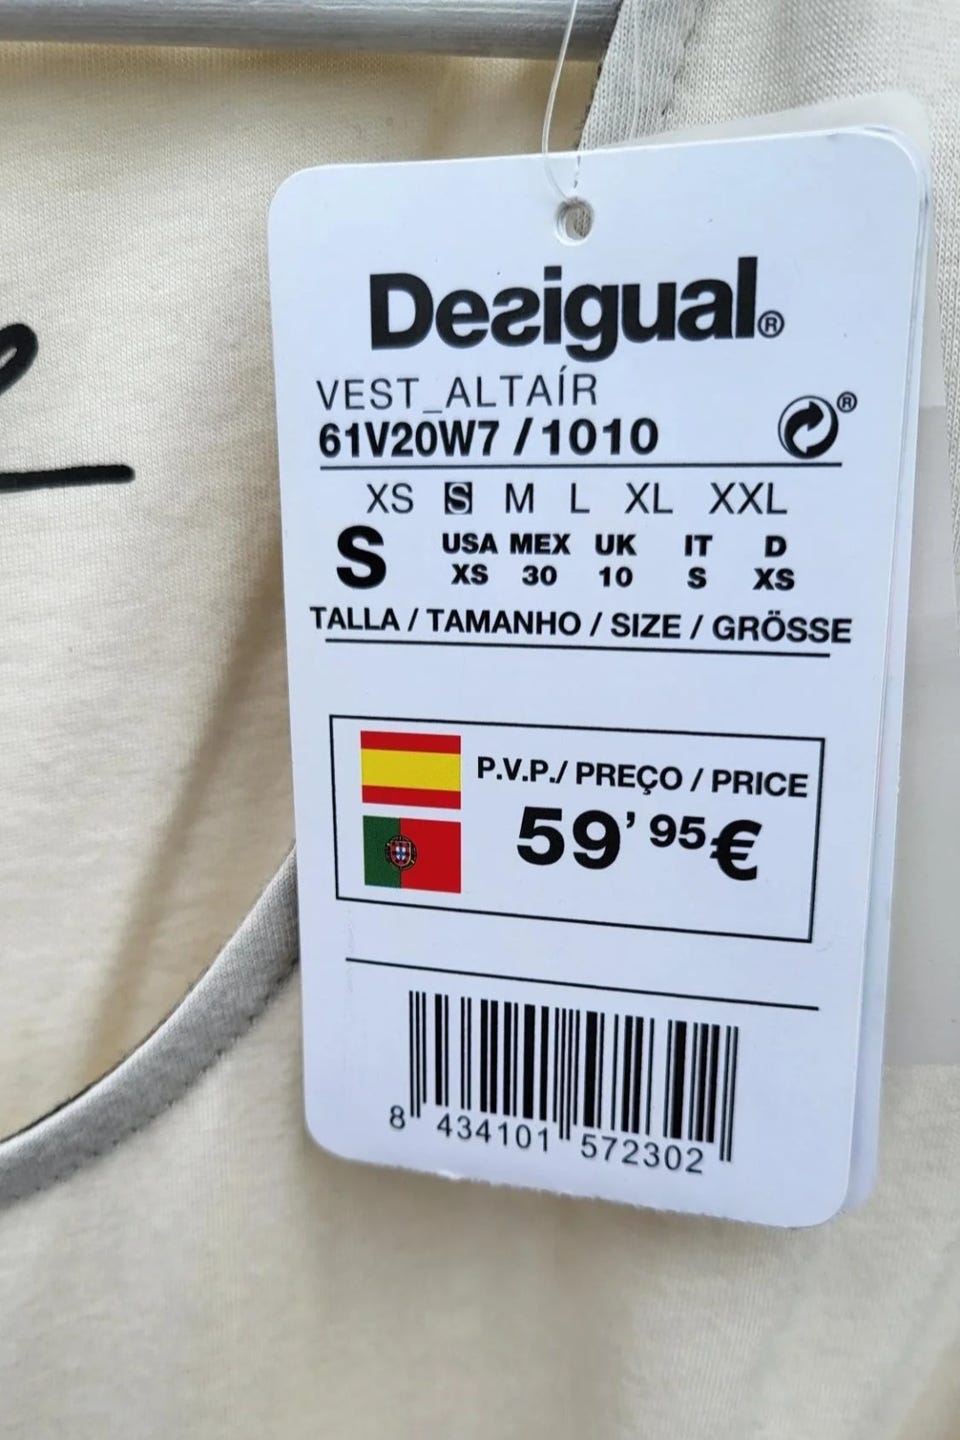 Desigual®
VEST_ALTAÍR
61V20W7 / 1010
®
XS S M L XL XXL
S
USA MEX UK IT D
XS 30 10 S XS
TALLA / TAMANHO / SIZE / GRÖSSE
P.V.P./ PREÇO / PRICE
59’95€
8 434101 572302